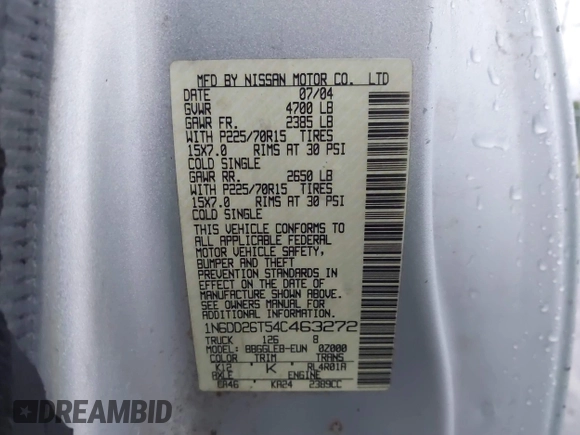 MFD BY NISSAN MOTOR CO. LTD
DATE 07/04
GVWR 4700 LB
GAWR FR. 2385 LB
WITH P225/70R15 TIRES
15X7.0 RIMS AT 30 PSI
COLD SINGLE
GAWR RR. 2650 LB
WITH P225/70R15 TIRES
15X7.0 RIMS AT 30 PSI
COLD SINGLE
THIS VEHICLE CONFORMS TO
ALL APPLICABLE FEDERAL
MOTOR VEHICLE SAFETY,
BUMPER AND THEFT
PREVENTION STANDARDS IN
EFFECT ON THE DATE OF
MANUFACTURE SHOWN ABOVE.
SEE OWNERS MANUAL FOR
ADDITIONAL INFORMATION.
1N6DD26T54C463272
TRUCK 126 B
MODEL: BBGGLEB-EUN 0Z000
COLOR TRIM TRANS
K12 K RL4R01A
AXLE ENGINE
EA46 KA24 2389CC
DREAMBID